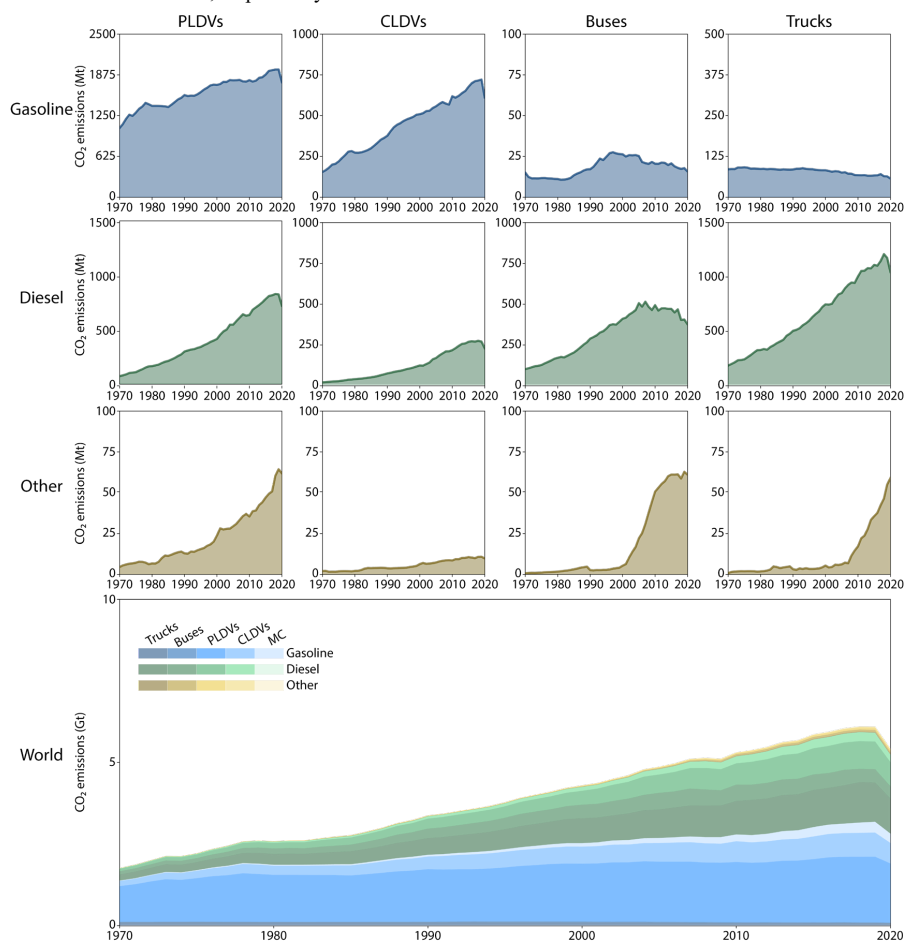 PLDVs CLDVs Buses Trucks
Gasoline
CO₂ emissions (Mt)
2500 1875 1250 625 0
1970 1980 1990 2000 2010 2020
1000 750 500 250 0
1970 1980 1990 2000 2010 2020
100 75 50 25 0
1970 1980 1990 2000 2010 2020
500 375 250 125 0
1970 1980 1990 2000 2010 2020
Diesel
CO₂ emissions (Mt)
1500 1000 500 0
1970 1980 1990 2000 2010 2020
1000 750 500 250 0
1970 1980 1990 2000 2010 2020
1000 750 500 250 0
1970 1980 1990 2000 2010 2020
1500 1000 500 0
1970 1980 1990 2000 2010 2020
Other
CO₂ emissions (Mt)
100 75 50 25 0
1970 1980 1990 2000 2010 2020
100 75 50 25 0
1970 1980 1990 2000 2010 2020
100 75 50 25 0
1970 1980 1990 2000 2010 2020
100 75 50 25 0
1970 1980 1990 2000 2010 2020
World
CO₂ emissions (Gt)
10 5 0
Trucks Buses PLDVs CLDVs MC
Gasoline
Diesel
Other
1970 1980 1990 2000 2010 2020